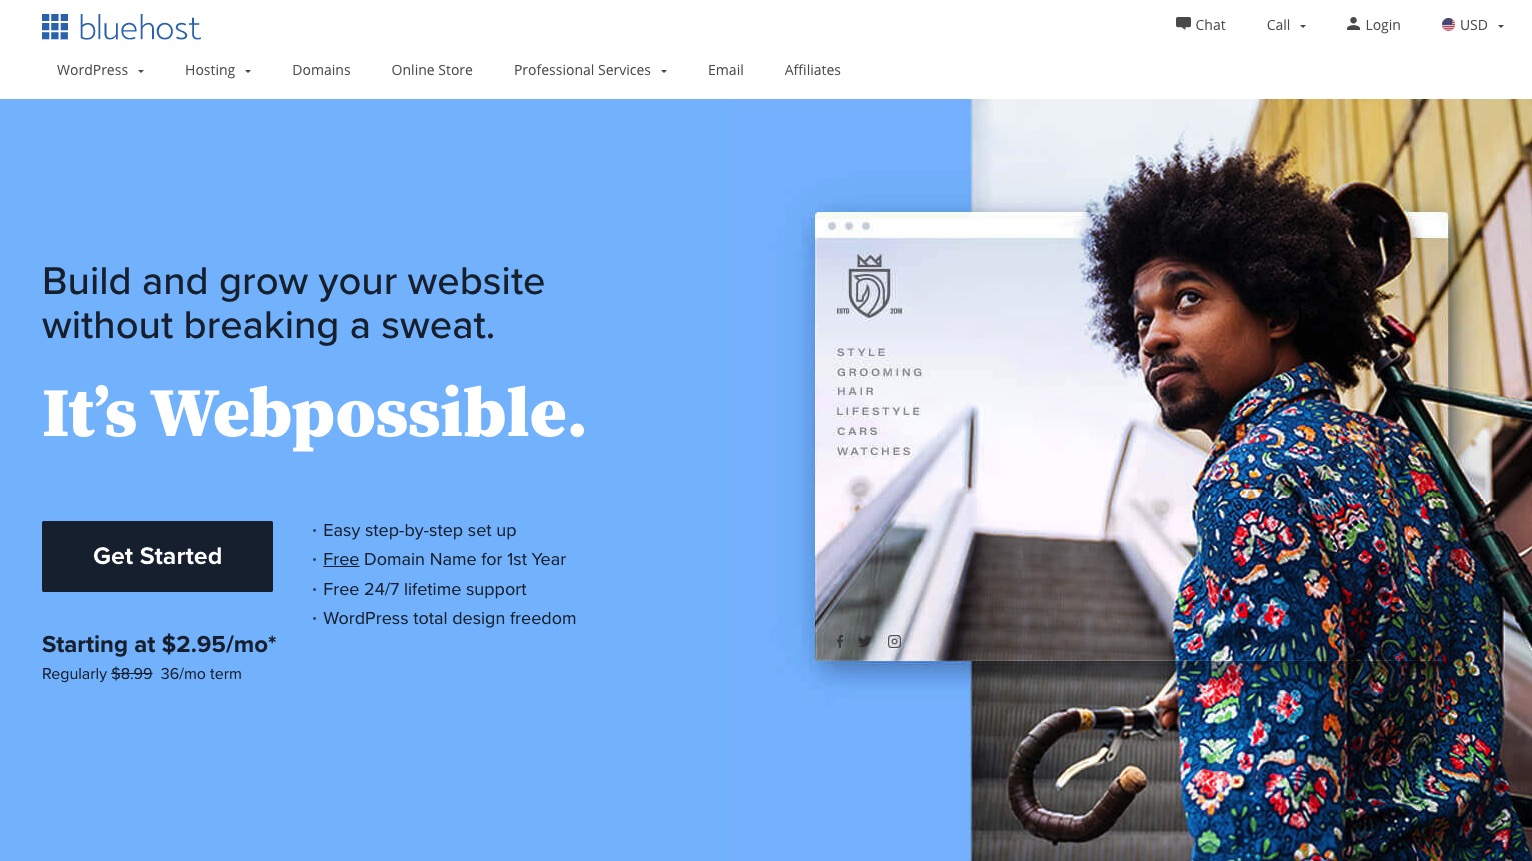 bluehost
Chat
Call
Login
USD
WordPress
Hosting
Domains
Online Store
Professional Services
Email
Affiliates
Build and grow your website
without breaking a sweat.
It’s Webpossible.
Get Started
· Easy step-by-step set up
· Free Domain Name for 1st Year
· Free 24/7 lifetime support
· WordPress total design freedom
Starting at $2.95/mo*
Regularly $8.99 36/mo term
ESTD 2018
STYLE
GROOMING
HAIR
LIFESTYLE
CARS
WATCHES